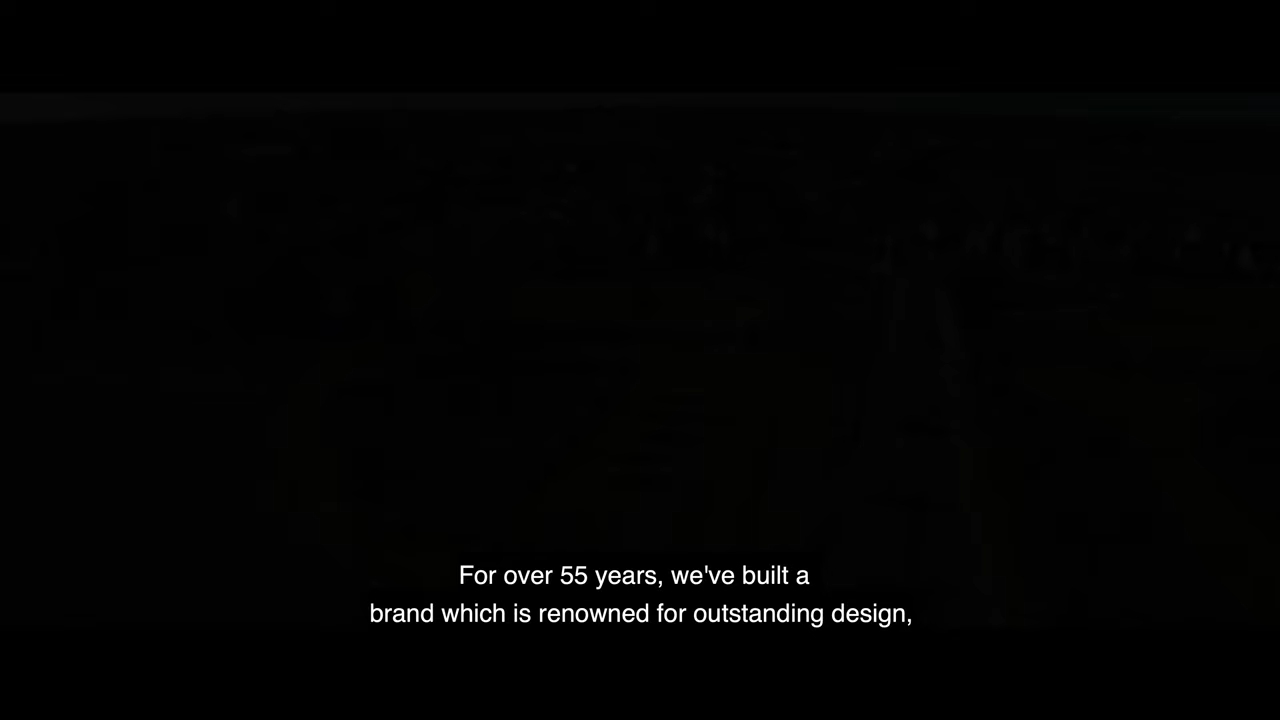 For over 55 years, we've built a
brand which is renowned for outstanding design,